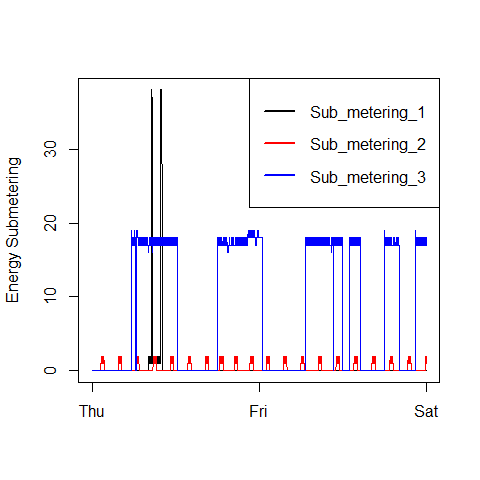 Sub_metering_1
Sub_metering_2
Sub_metering_3
Energy Submetering
30
20
10
0
Thu Fri Sat